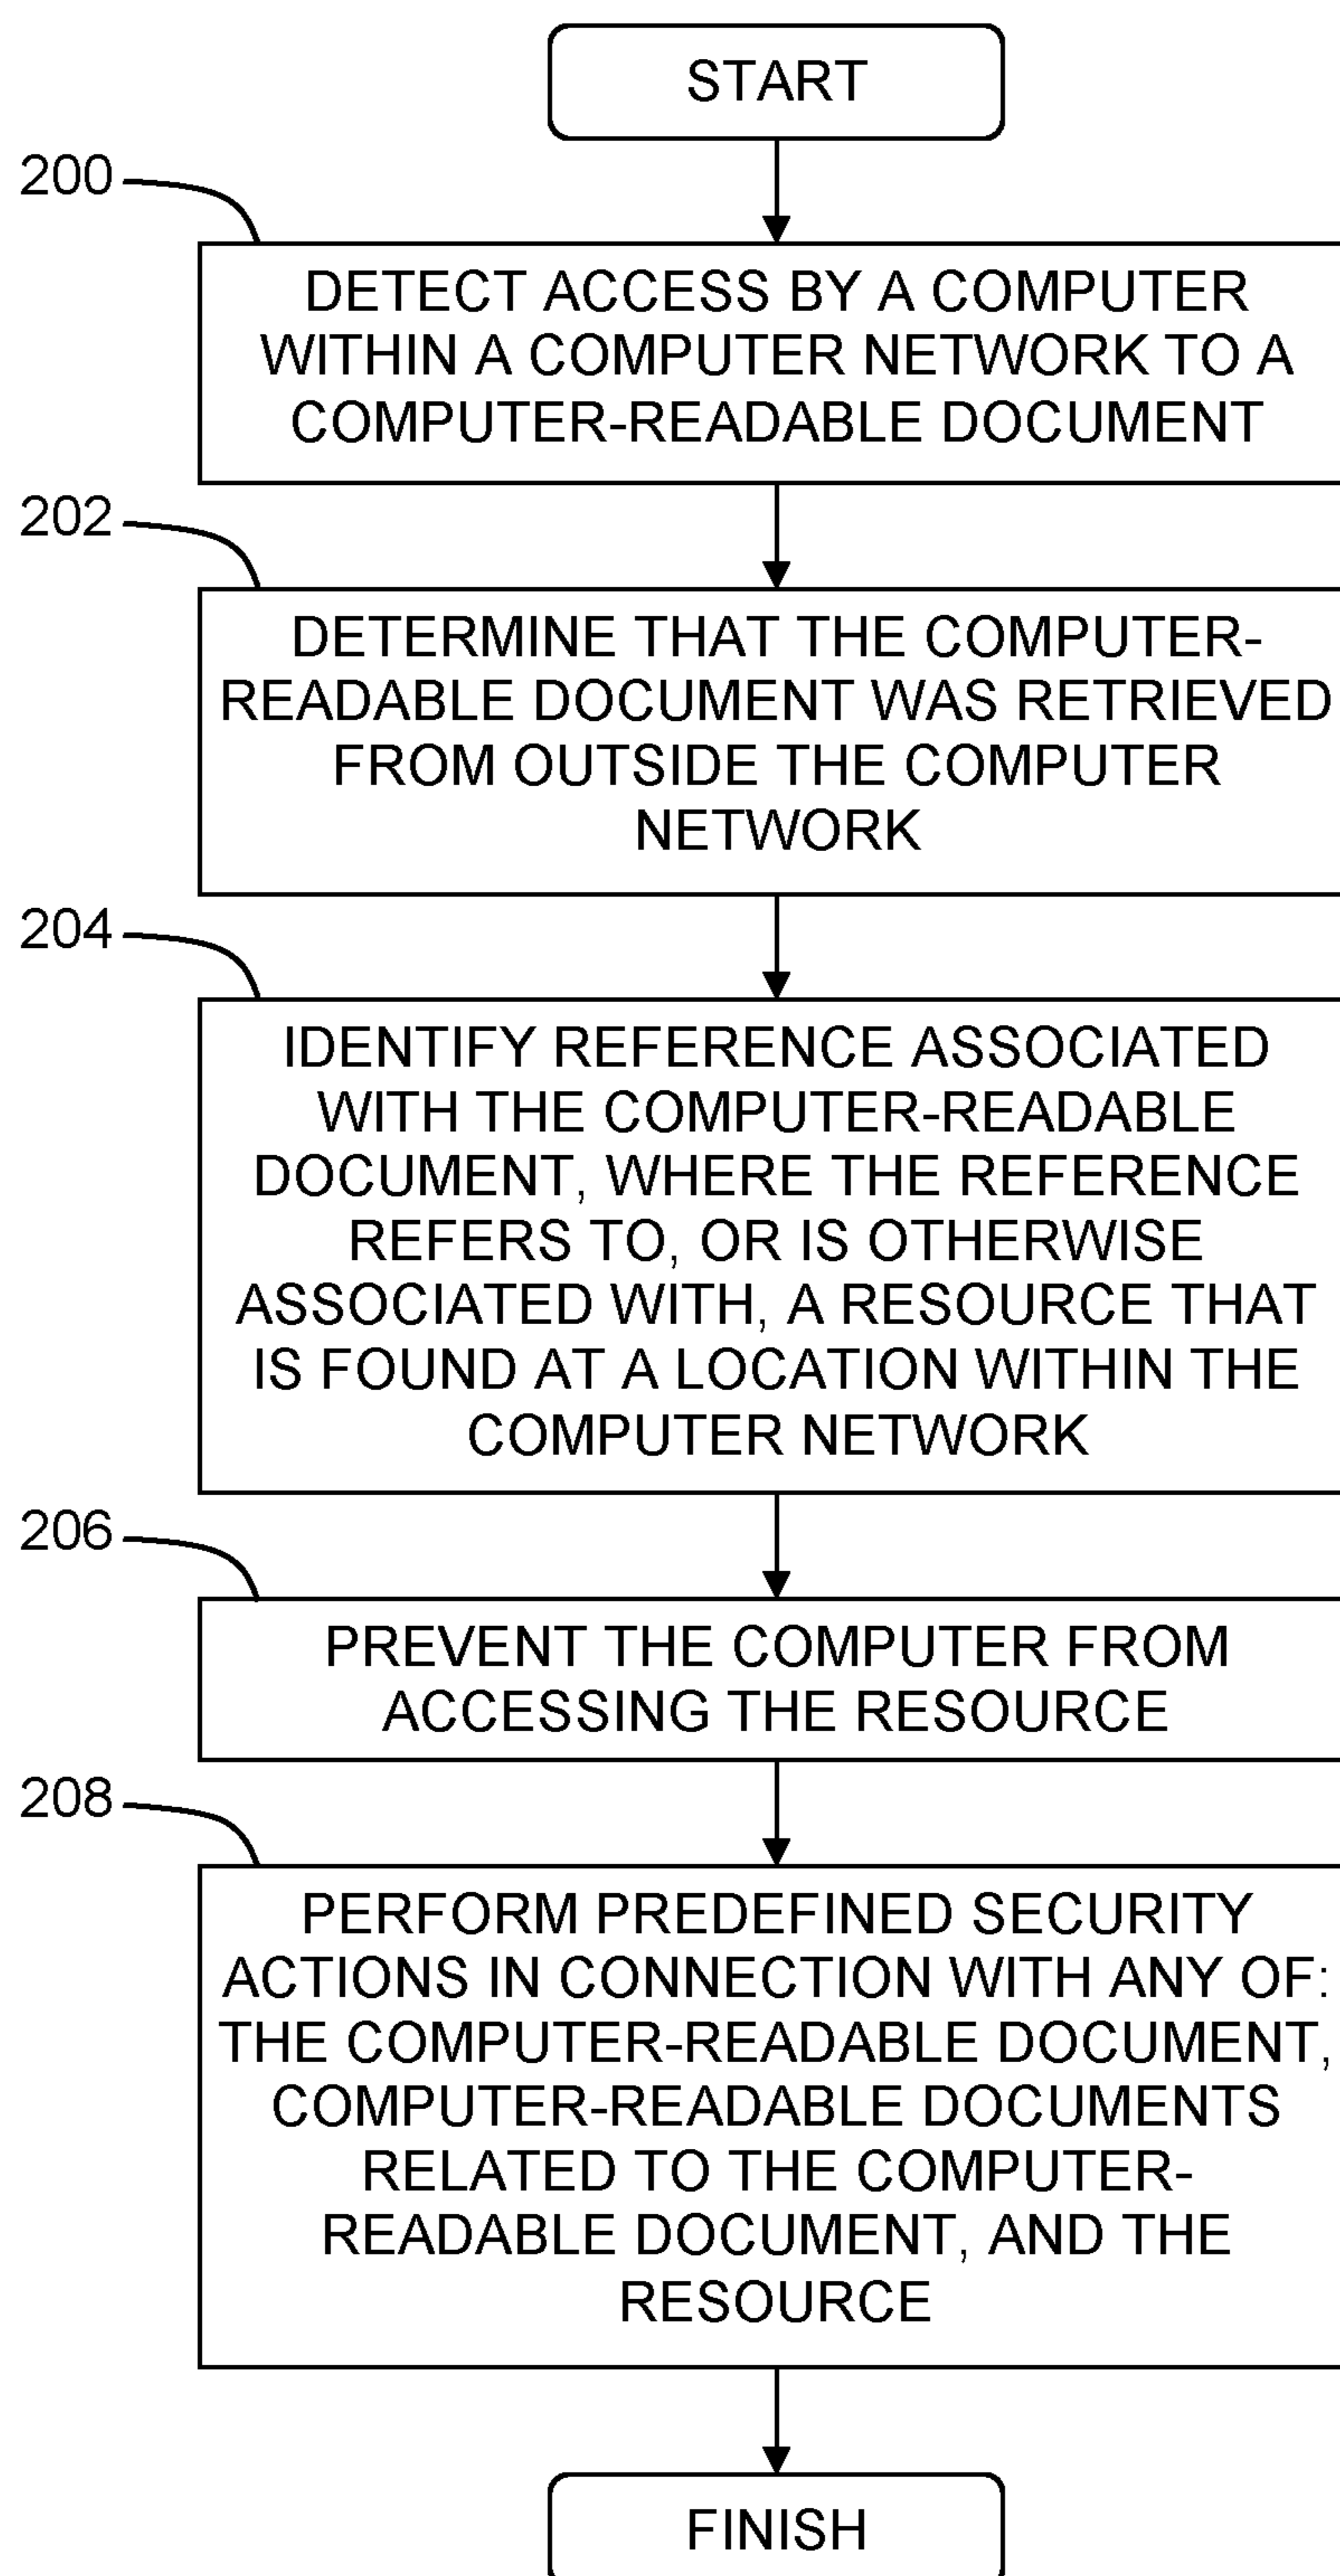 START
200
DETECT ACCESS BY A COMPUTER
WITHIN A COMPUTER NETWORK TO A
COMPUTER-READABLE DOCUMENT
202
DETERMINE THAT THE COMPUTER-
READABLE DOCUMENT WAS RETRIEVED
FROM OUTSIDE THE COMPUTER
NETWORK
204
IDENTIFY REFERENCE ASSOCIATED
WITH THE COMPUTER-READABLE
DOCUMENT, WHERE THE REFERENCE
REFERS TO, OR IS OTHERWISE
ASSOCIATED WITH, A RESOURCE THAT
IS FOUND AT A LOCATION WITHIN THE
COMPUTER NETWORK
206
PREVENT THE COMPUTER FROM
ACCESSING THE RESOURCE
208
PERFORM PREDEFINED SECURITY
ACTIONS IN CONNECTION WITH ANY OF:
THE COMPUTER-READABLE DOCUMENT,
COMPUTER-READABLE DOCUMENTS
RELATED TO THE COMPUTER-
READABLE DOCUMENT, AND THE
RESOURCE
FINISH